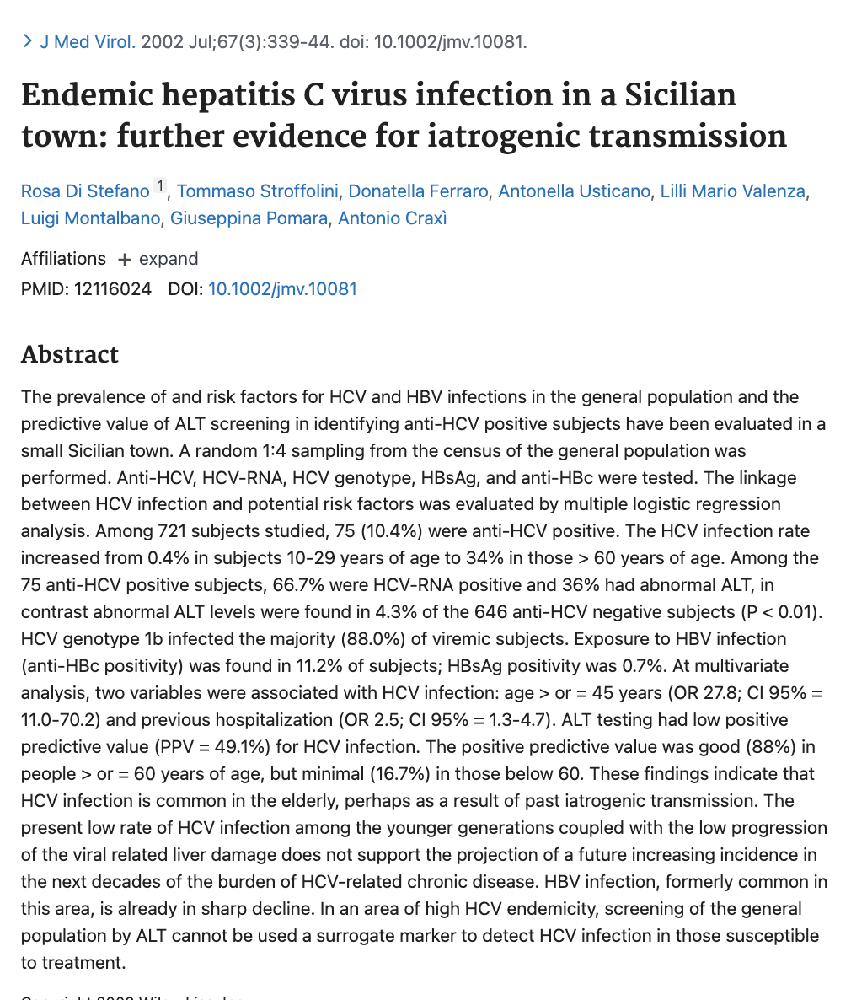 J Med Virol. 2002 Jul;67(3):339-44. doi: 10.1002/jmv.10081.
Endemic hepatitis C virus infection in a Sicilian
town: further evidence for iatrogenic transmission
Rosa Di Stefano 1, Tommaso Stroffolini, Donatella Ferraro, Antonella Usticano, Lilli Mario Valenza,
Luigi Montalbano, Giuseppina Pomara, Antonio Craxì
Affiliations + expand
PMID: 12116024 DOI: 10.1002/jmv.10081
Abstract
The prevalence of and risk factors for HCV and HBV infections in the general population and the
predictive value of ALT screening in identifying anti-HCV positive subjects have been evaluated in a
small Sicilian town. A random 1:4 sampling from the census of the general population was
performed. Anti-HCV, HCV-RNA, HCV genotype, HBsAg, and anti-HBc were tested. The linkage
between HCV infection and potential risk factors was evaluated by multiple logistic regression
analysis. Among 721 subjects studied, 75 (10.4%) were anti-HCV positive. The HCV infection rate
increased from 0.4% in subjects 10-29 years of age to 34% in those > 60 years of age. Among the
75 anti-HCV positive subjects, 66.7% were HCV-RNA positive and 36% had abnormal ALT, in
contrast abnormal ALT levels were found in 4.3% of the 646 anti-HCV negative subjects (P < 0.01).
HCV genotype 1b infected the majority (88.0%) of viremic subjects. Exposure to HBV infection
(anti-HBc positivity) was found in 11.2% of subjects; HBsAg positivity was 0.7%. At multivariate
analysis, two variables were associated with HCV infection: age > or = 45 years (OR 27.8; CI 95% =
11.0-70.2) and previous hospitalization (OR 2.5; CI 95% = 1.3-4.7). ALT testing had low positive
predictive value (PPV = 49.1%) for HCV infection. The positive predictive value was good (88%) in
people > or = 60 years of age, but minimal (16.7%) in those below 60. These findings indicate that
HCV infection is common in the elderly, perhaps as a result of past iatrogenic transmission. The
present low rate of HCV infection among the younger generations coupled with the low progression
of the viral related liver damage does not support the projection of a future increasing incidence in
the next decades of the burden of HCV-related chronic disease. HBV infection, formerly common in
this area, is already in sharp decline. In an area of high HCV endemicity, screening of the general
population by ALT cannot be used a surrogate marker to detect HCV infection in those susceptible
to treatment.